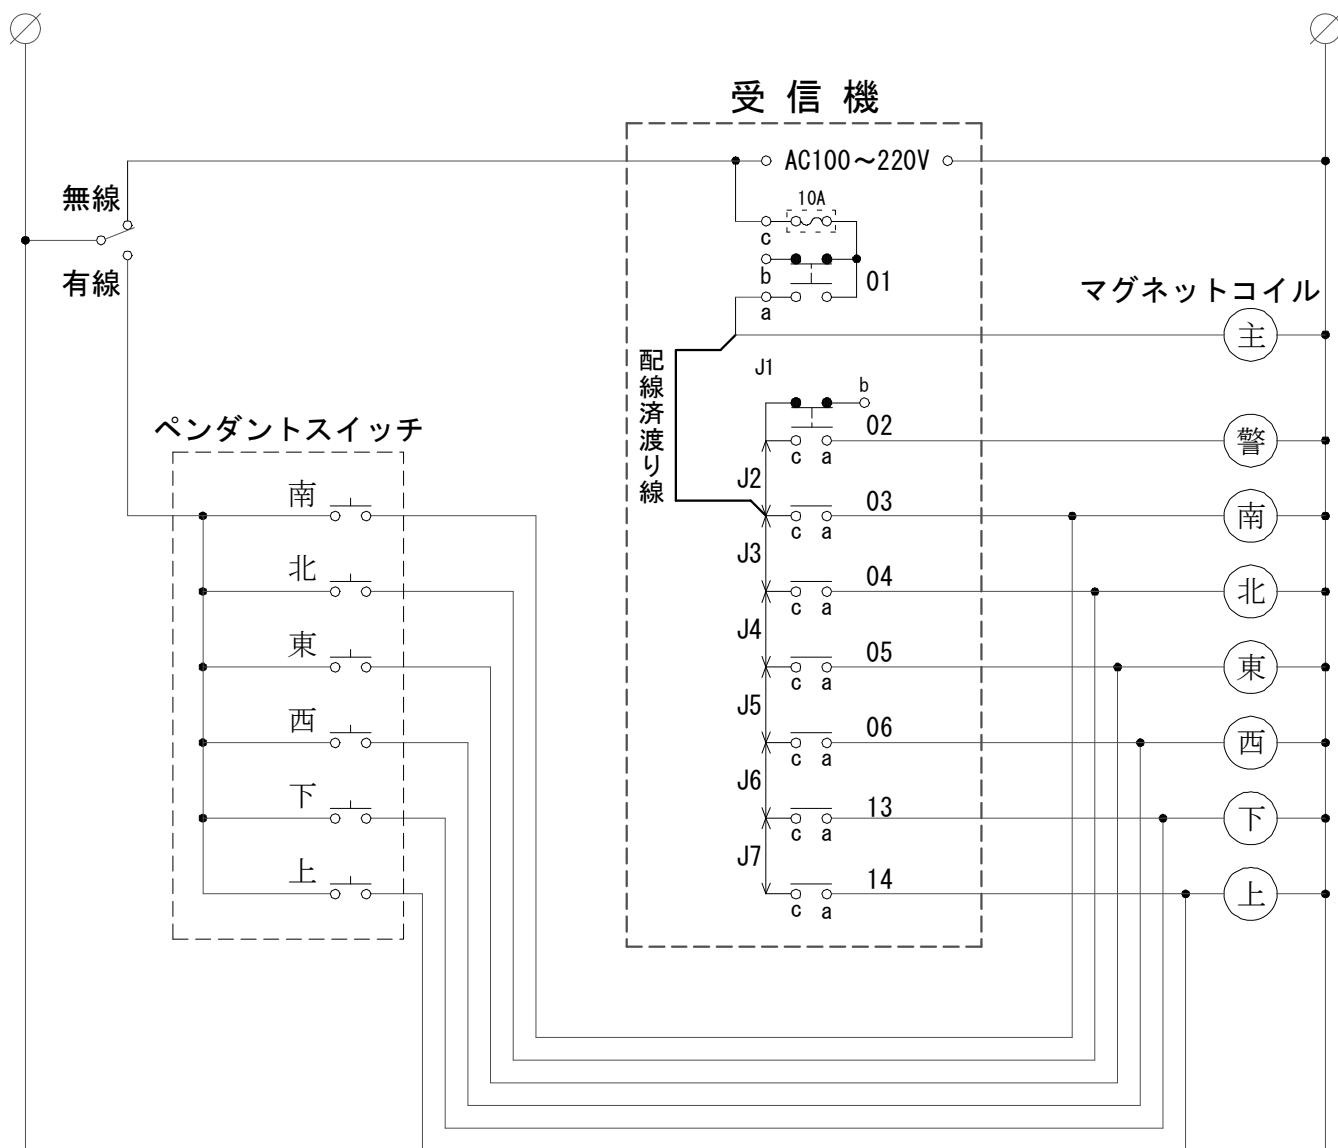 受信機
AC100～220V
無線
10A
c
有線
b
01
a
マグネットコイル
主
配線済渡り線
J1
b
02
警
c a
ペンダントスイッチ
J2
南
03
南
c a
J3
北
04
北
c a
J4
東
05
東
c a
J5
西
06
西
c a
J6
下
13
下
c a
J7
上
14
上
c a